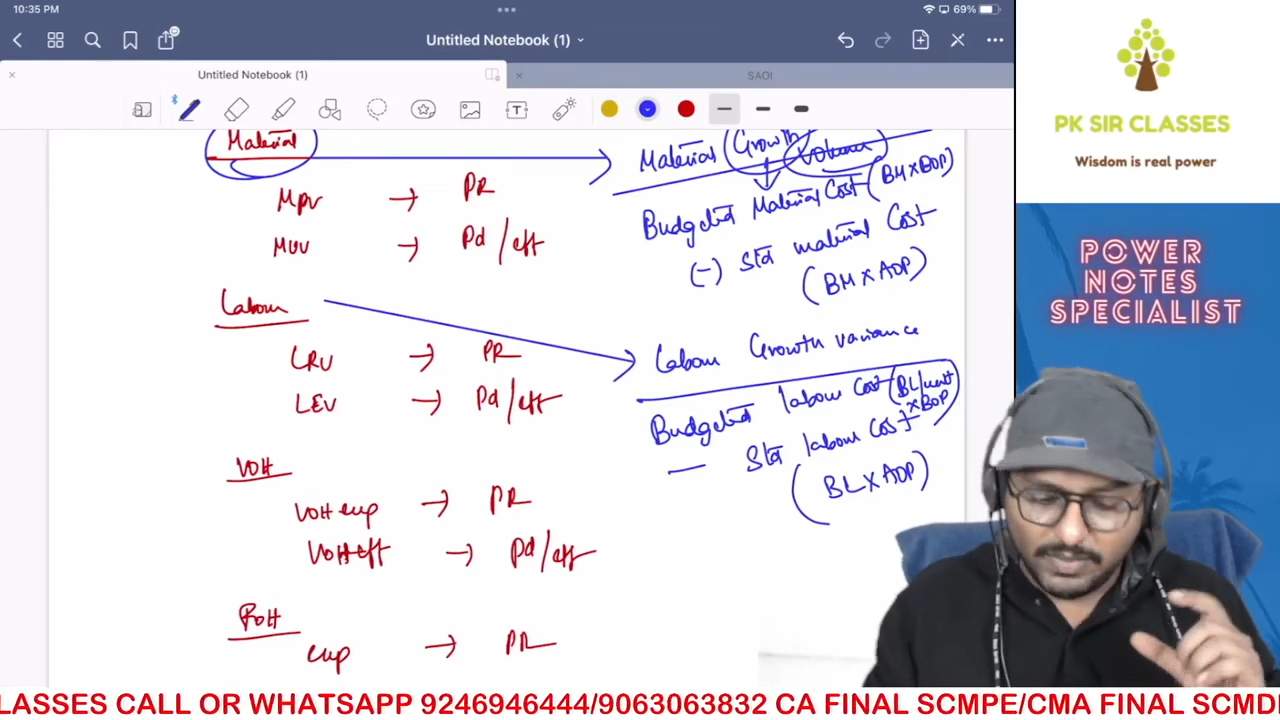 10:35 PM
69%
Untitled Notebook (1)
Untitled Notebook (1)
SAOI
T
Material
MPV → PR
MUV → Pd/eff
Labour
LRV → PR
LEV → Pd/eff
VOH
VOH exp → PR
VOH eff → Pd/eff
FOH
exp → PR
Material Growth/Volume
Budgeted Material Cost (BM×BOP)
(-) Std material Cost
(BM×AOP)
Labour Growth variance
Budgeted labour Cost (BL/unit
×BOP)
— Std labour Cost
(BL×AOP)
PK SIR CLASSES
Wisdom is real power
POWER
NOTES
SPECIALIST
CLASSES CALL OR WHATSAPP 9246946444/9063063832 CA FINAL SCMPE/CMA FINAL SCMD